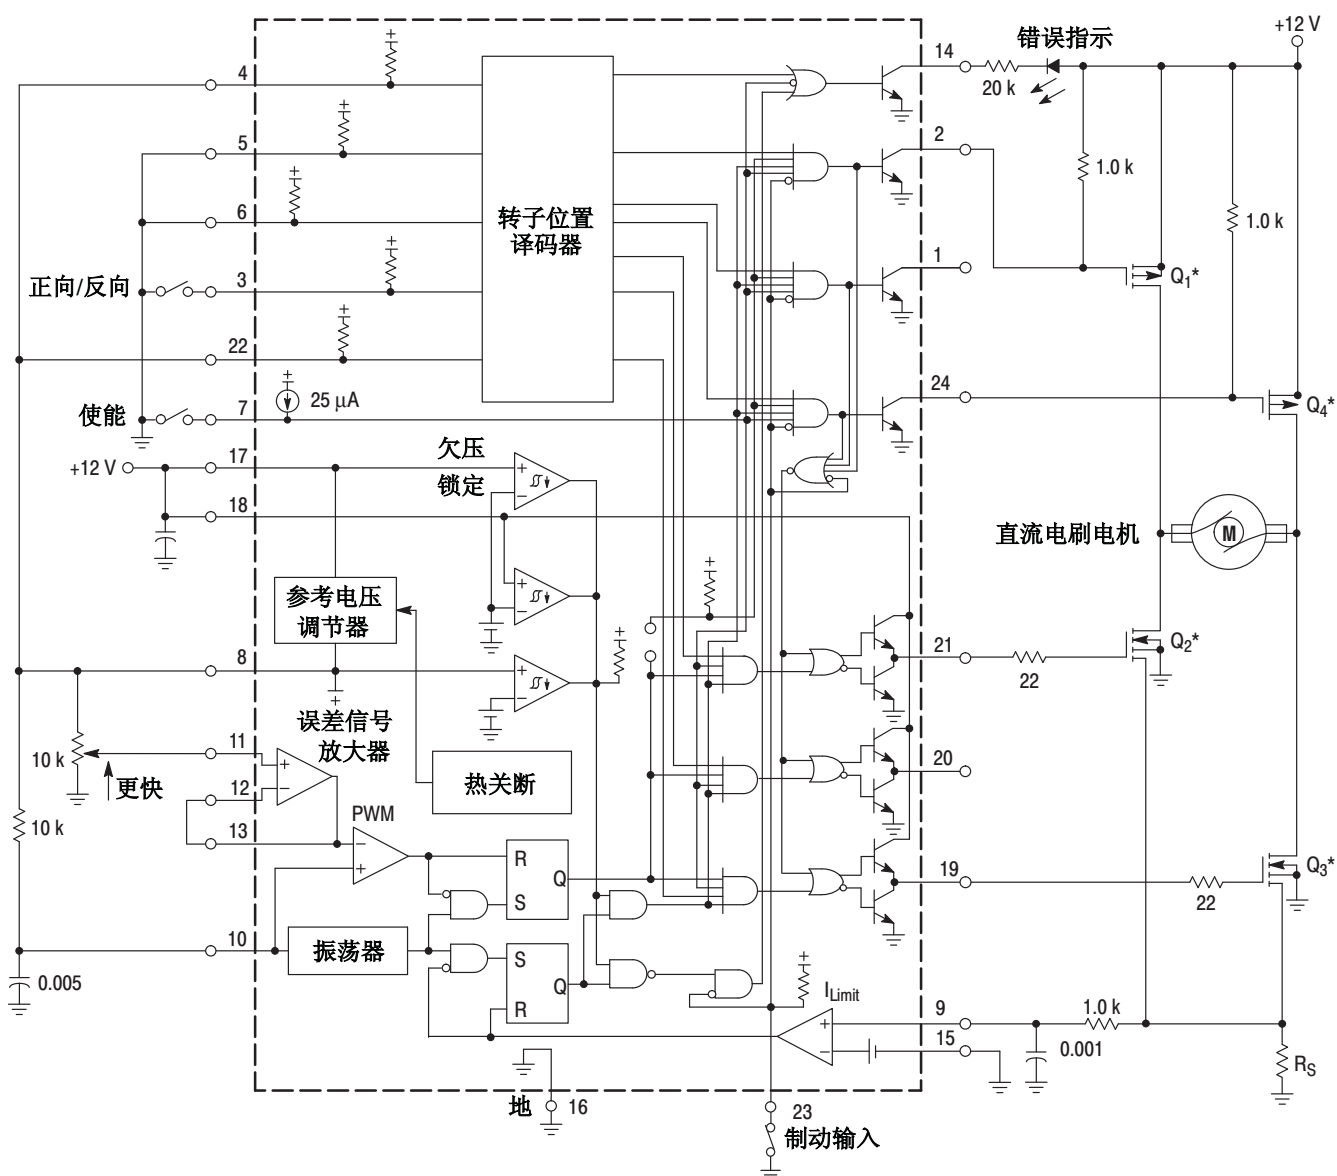 +12 V
14
错误指示
4
20 k
5
2
1.0 k
6
转子位置
译码器
1.0 k
3
1
正向/反向
Q1*
22
24
使能
7
25 μA
Q4*
欠压
锁定
+12 V
17
18
直流电刷电机
M
参考电压
调节器
21
Q2*
8
22
误差信号
放大器
11
10 k
更快
热关断
20
12
13
PWM
10 k
R
Q
S
19
22
Q3*
10
振荡器
S
Q
R
0.005
ILimit
9
1.0 k
15
0.001
RS
地
16
23
制动输入